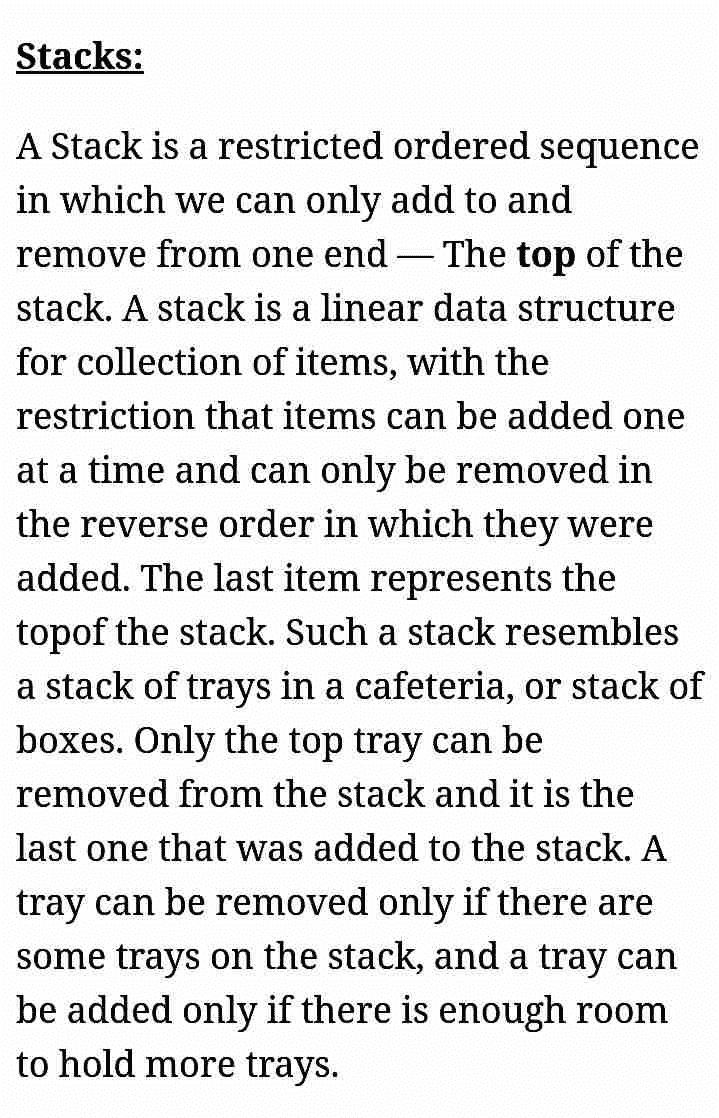 Stacks:
A Stack is a restricted ordered sequence
in which we can only add to and
remove from one end — The top of the
stack. A stack is a linear data structure
for collection of items, with the
restriction that items can be added one
at a time and can only be removed in
the reverse order in which they were
added. The last item represents the
topof the stack. Such a stack resembles
a stack of trays in a cafeteria, or stack of
boxes. Only the top tray can be
removed from the stack and it is the
last one that was added to the stack. A
tray can be removed only if there are
some trays on the stack, and a tray can
be added only if there is enough room
to hold more trays.